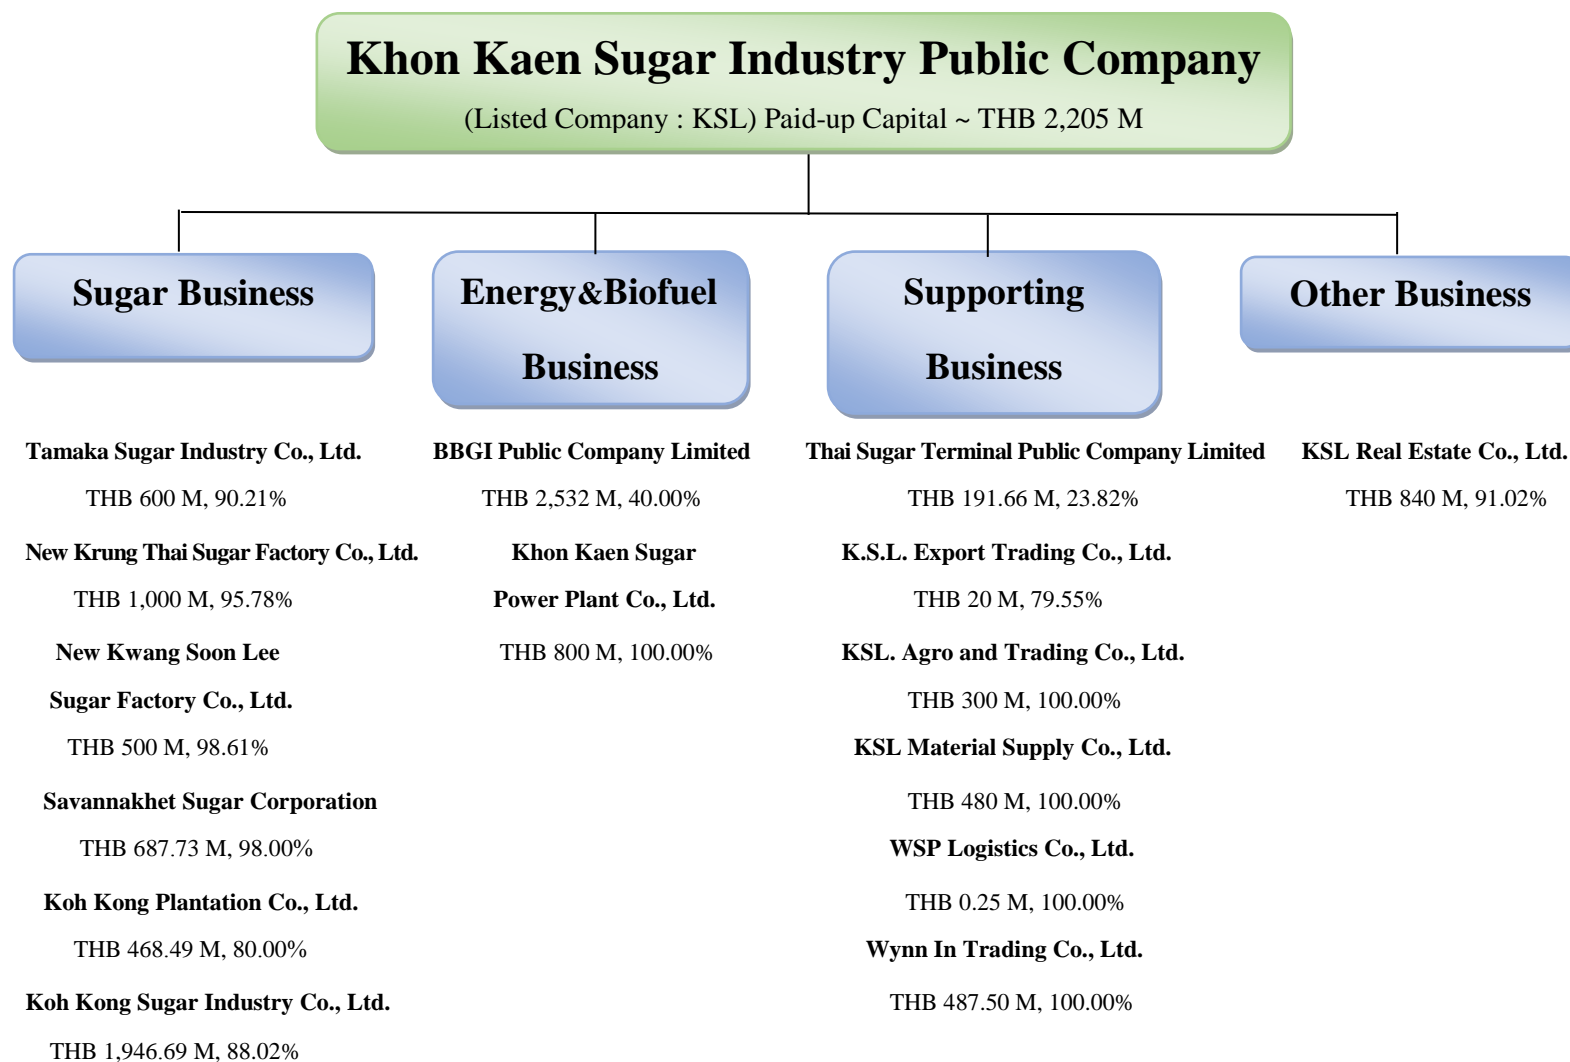 Khon Kaen Sugar Industry Public Company
(Listed Company : KSL) Paid-up Capital ~ THB 2,205 M
Sugar Business
Tamaka Sugar Industry Co., Ltd.
THB 600 M, 90.21%
New Krung Thai Sugar Factory Co., Ltd.
THB 1,000 M, 95.78%
New Kwang Soon Lee
Sugar Factory Co., Ltd.
THB 500 M, 98.61%
Savannakhet Sugar Corporation
THB 687.73 M, 98.00%
Koh Kong Plantation Co., Ltd.
THB 468.49 M, 80.00%
Koh Kong Sugar Industry Co., Ltd.
THB 1,946.69 M, 88.02%
Energy&Biofuel
Business
BBGI Public Company Limited
THB 2,532 M, 40.00%
Khon Kaen Sugar
Power Plant Co., Ltd.
THB 800 M, 100.00%
Supporting
Business
Thai Sugar Terminal Public Company Limited
THB 191.66 M, 23.82%
K.S.L. Export Trading Co., Ltd.
THB 20 M, 79.55%
KSL. Agro and Trading Co., Ltd.
THB 300 M, 100.00%
KSL Material Supply Co., Ltd.
THB 480 M, 100.00%
WSP Logistics Co., Ltd.
THB 0.25 M, 100.00%
Wynn In Trading Co., Ltd.
THB 487.50 M, 100.00%
Other Business
KSL Real Estate Co., Ltd.
THB 840 M, 91.02%